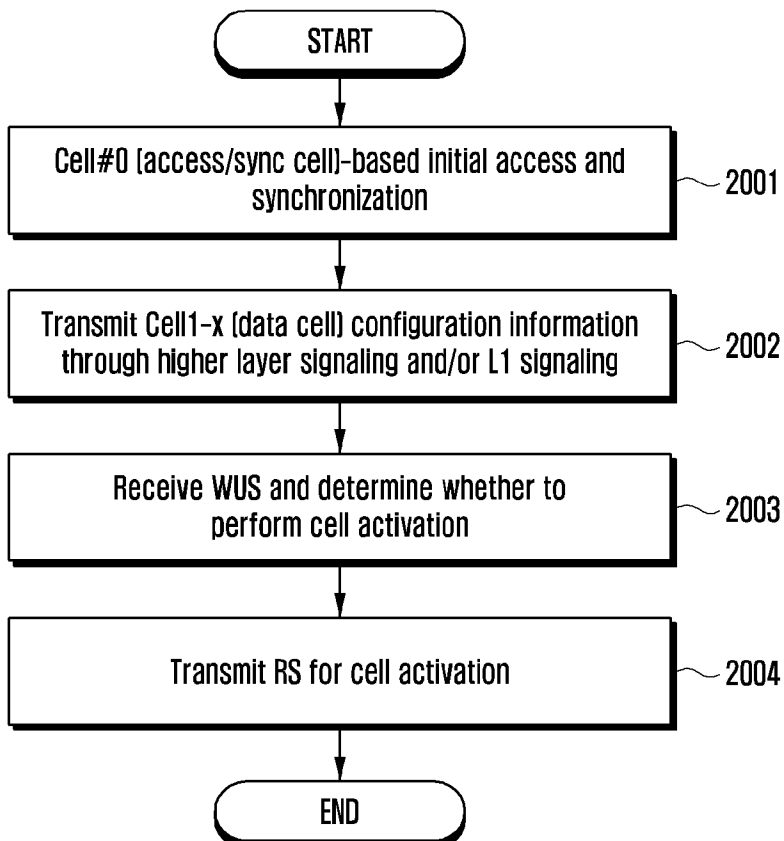 START
Cell#0 (access/sync cell)-based initial access and
synchronization
2001
Transmit Cell1-x (data cell) configuration information
through higher layer signaling and/or L1 signaling
2002
Receive WUS and determine whether to
perform cell activation
2003
Transmit RS for cell activation
2004
END